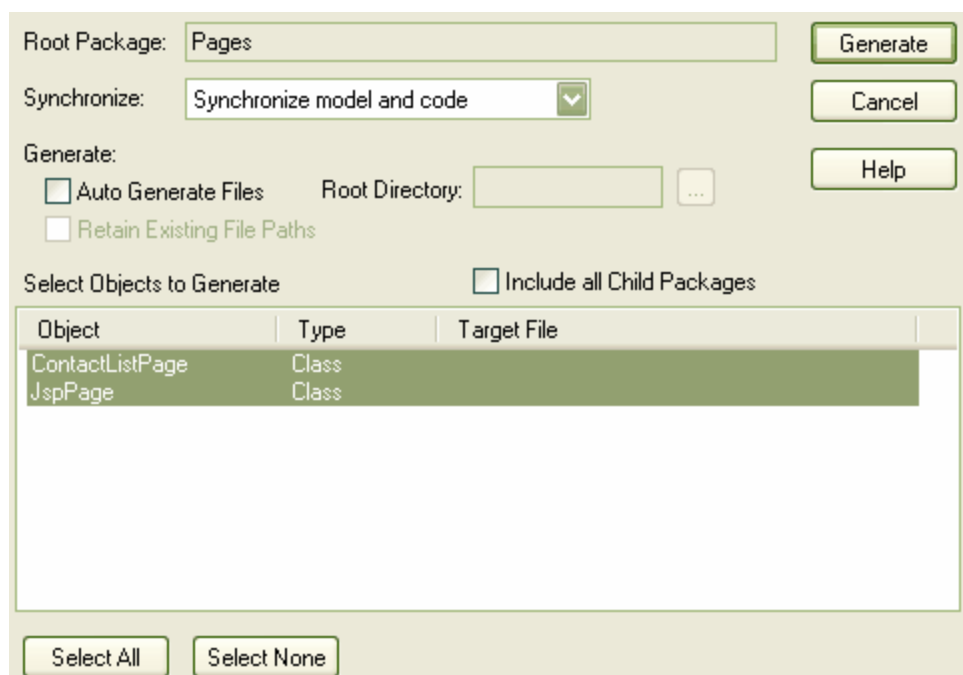 Root Package: Pages Generate
Synchronize: Synchronize model and code Cancel
Generate: Help
Auto Generate Files Root Directory: ...
Retain Existing File Paths
Select Objects to Generate Include all Child Packages
Object Type Target File
ContactListPage Class
JspPage Class
Select All Select None